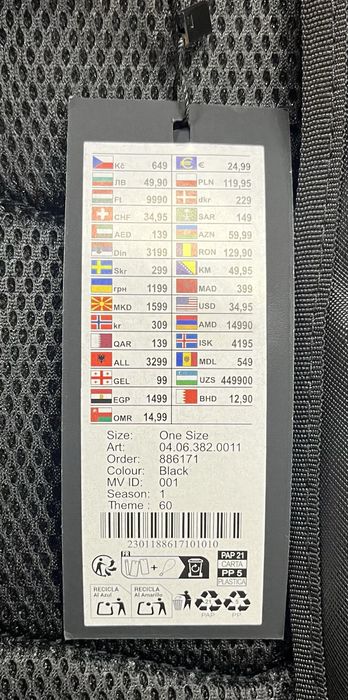 Kč 649 € 24,99
ЛВ 49,90 PLN 119,95
Ft 9990 dkr 229
CHF 34,95 SAR 149
AED 139 AZN 59,99
Din 3199 RON 129,90
Skr 299 KM 49,95
грн 1199 MAD 399
MKD 1599 USD 34,95
kr 309 AMD 14990
QAR 139 ISK 4195
ALL 3299 MDL 549
GEL 99 UZS 449900
EGP 1499 BHD 12,90
OMR 14,99
Size: One Size
Art: 04.06.382.0011
Order: 886171
Colour: Black
MV ID: 001
Season: 1
Theme : 60
2301188617101010
FR
PAP 21
CARTA
PP 5
PLASTICA
RECICLA
Al Azul
RECICLA
Al Amarillo
PAP
PP